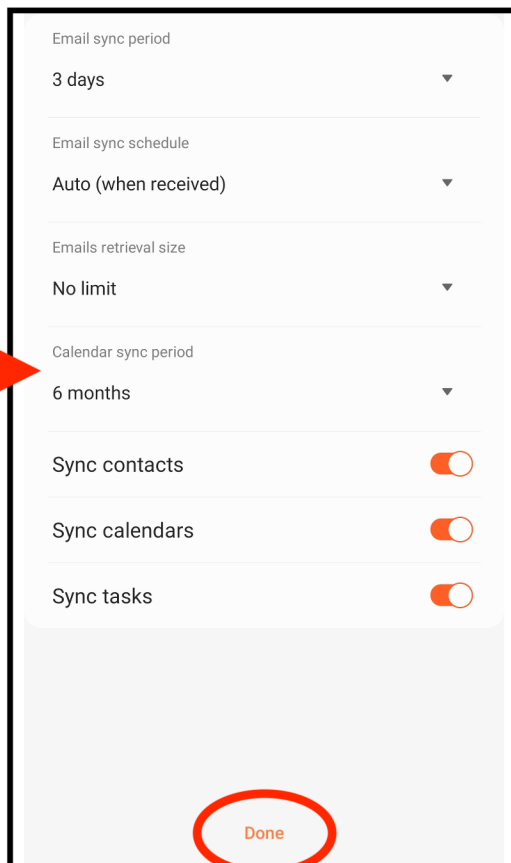 Email sync period
3 days
Email sync schedule
Auto (when received)
Emails retrieval size
No limit
Calendar sync period
6 months
Sync contacts
Sync calendars
Sync tasks
Done